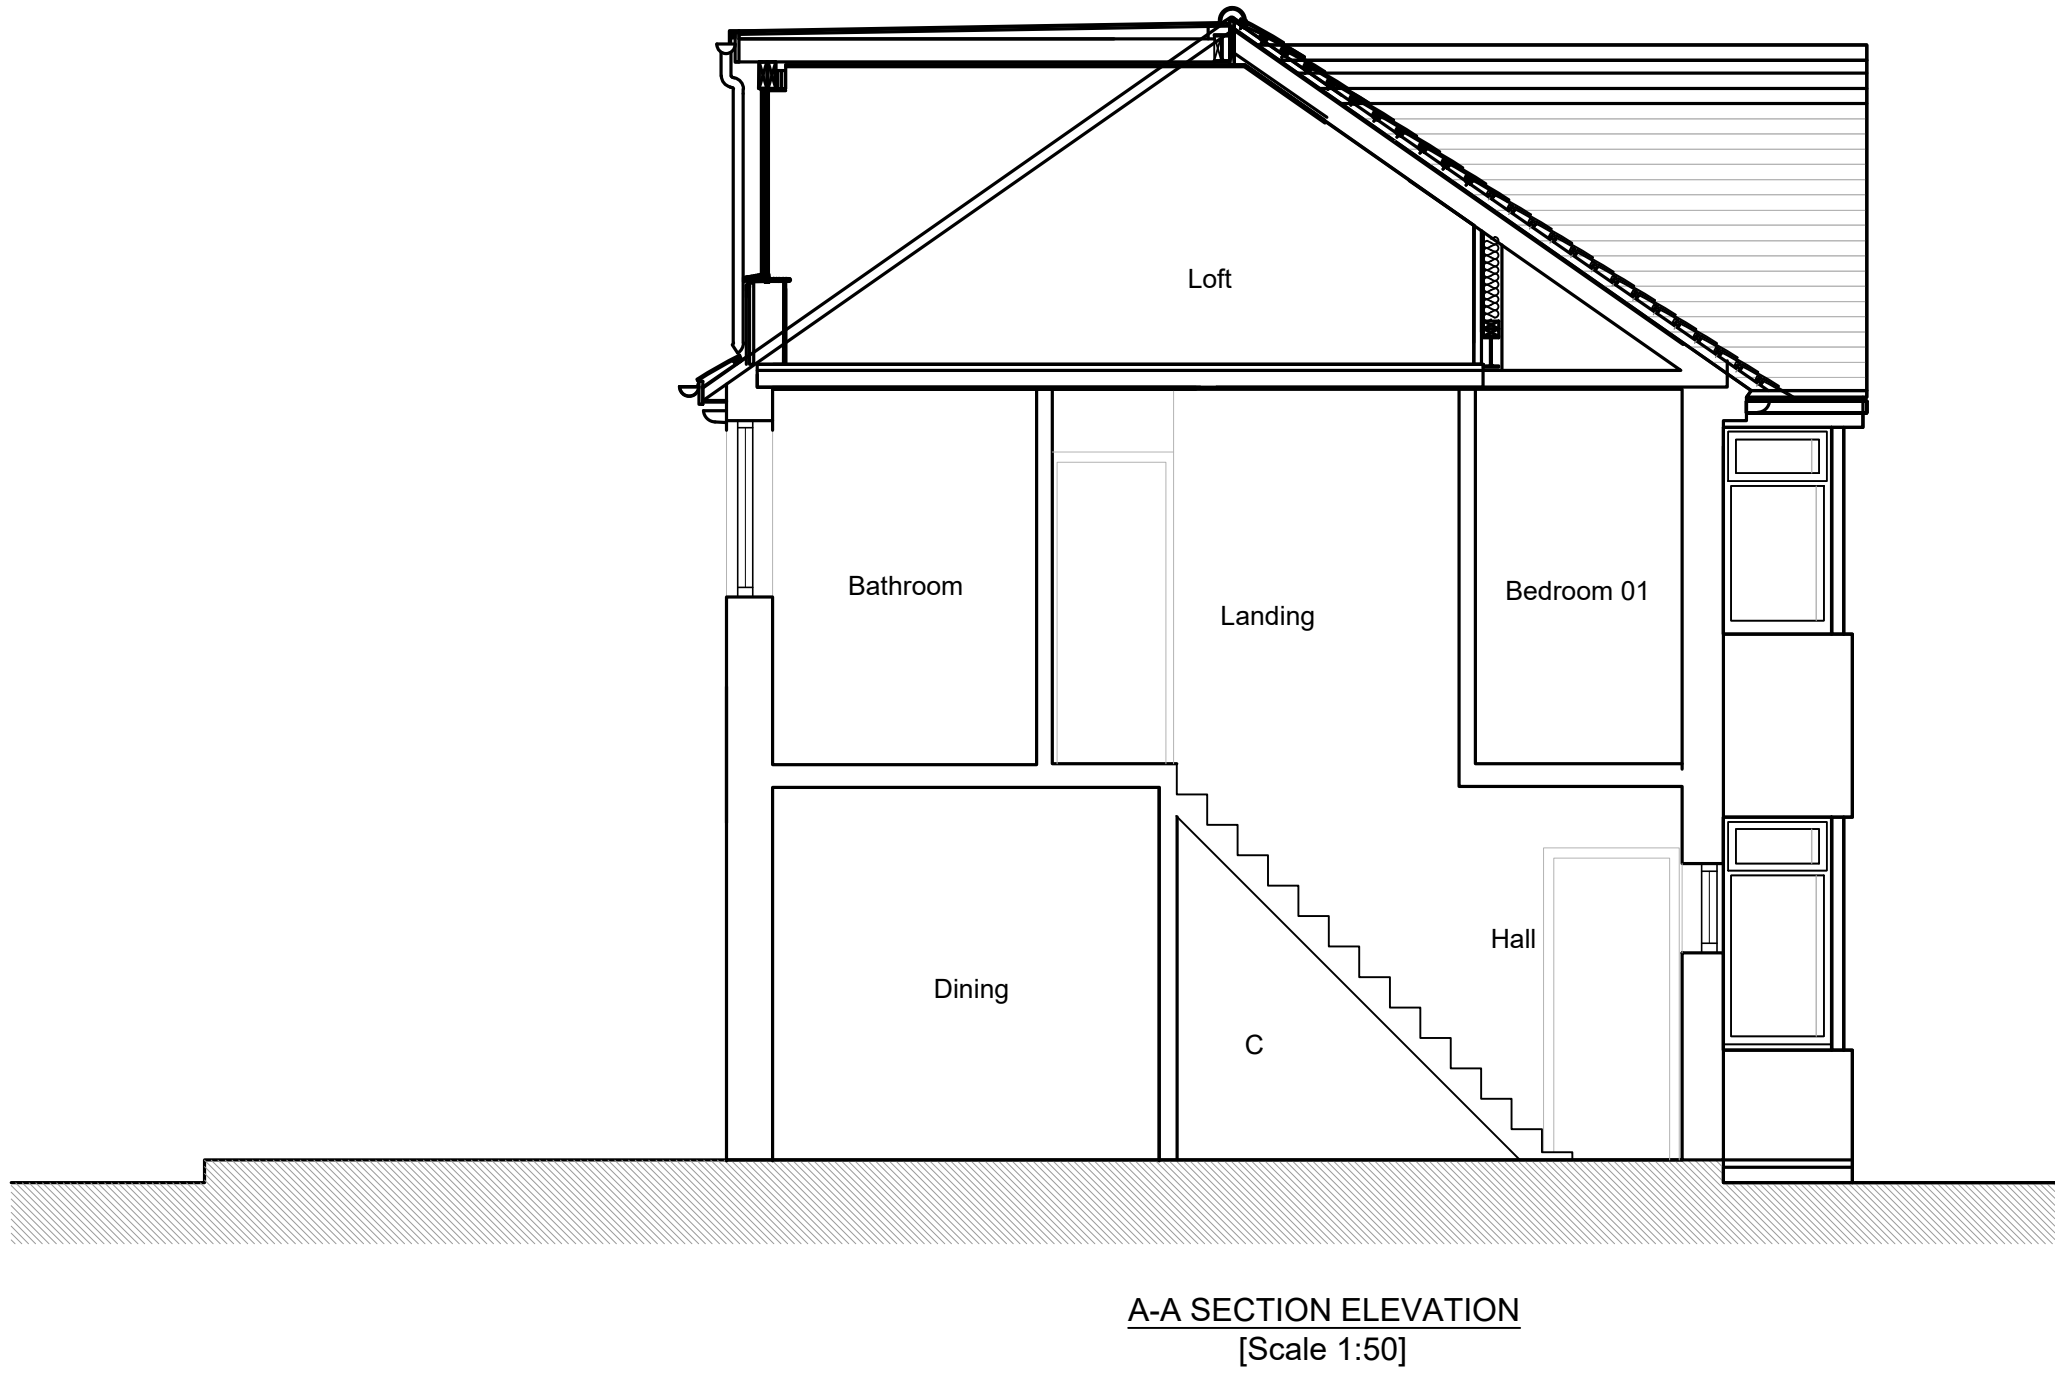 Loft
Bathroom
Bedroom 01
Landing
Hall
Dining
C
A-A SECTION ELEVATION
[Scale 1:50]